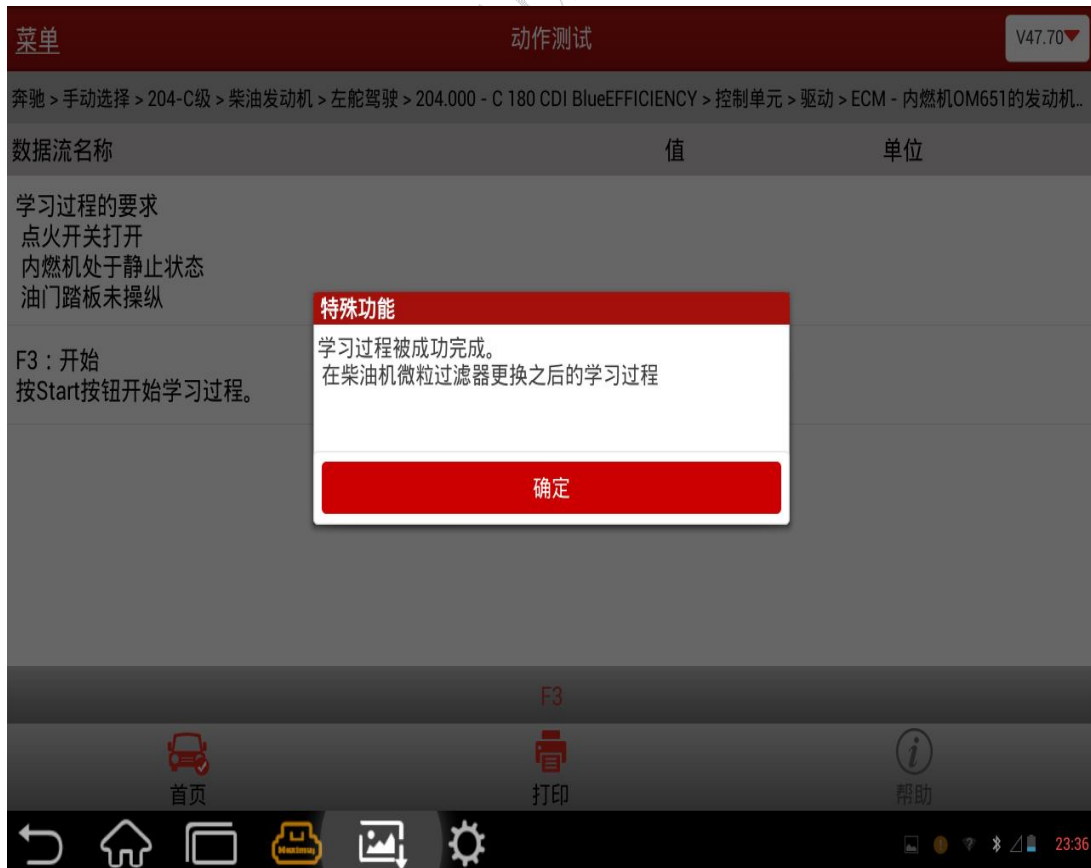 菜单
动作测试
V47.70
奔驰 > 手动选择 > 204-C级 > 柴油发动机 > 左舵驾驶 > 204.000 - C 180 CDI BlueEFFICIENCY > 控制单元 > 驱动 > ECM - 内燃机OM651的发动机..
数据流名称 值 单位
学习过程的要求
点火开关打开
内燃机处于静止状态
油门踏板未操纵
特殊功能
学习过程被成功完成。
在柴油机微粒过滤器更换之后的学习过程
F3：开始
按Start按钮开始学习过程。
确定
F3
首页
打印
帮助
23:36